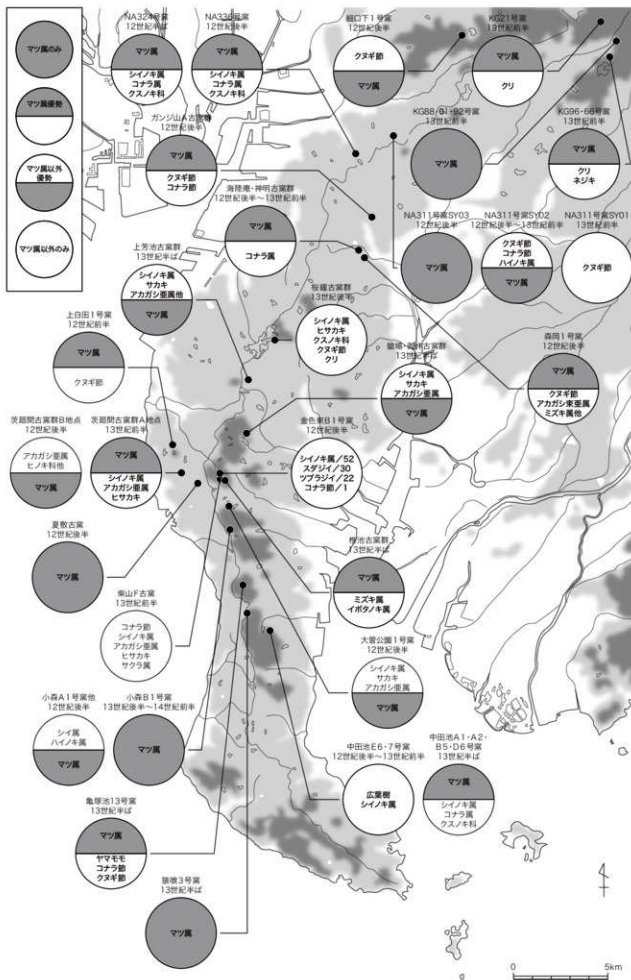 マツ属のみ
マツ属優勢
マツ属以外
優勢
マツ属以外のみ
NA324号窯
12世紀半ば
マツ属
シイノキ属
コナラ属
クスノキ科
NA335号窯
12世紀後半
マツ属
シイノキ属
コナラ属
クスノキ科
細口下1号窯
12世紀後半
クヌギ節
マツ属
KG21号窯
13世紀前半
マツ属
クリ
ガンジ山A古窯群
12世紀後半
マツ属
クヌギ節
コナラ節
KG88・91・92号窯
13世紀前半
マツ属
KG96・66号窯
13世紀前半
マツ属
クリ
ネジキ
海陸庵・神明古窯群
12世紀後半〜13世紀前半
マツ属
コナラ属
NA311号窯SY03
12世紀後半
マツ属
NA311号窯SY02
12世紀後半〜13世紀前半
クヌギ節
コナラ節
ハイノキ属
マツ属
NA311号窯SY01
13世紀前半
クヌギ節
上芳池古窯群
13世紀半ば
シイノキ属
サカキ
アカガシ亜属他
マツ属
桜鐘古窯群
13世紀後半
シイノキ属
ヒサカキ
クスノキ科
クヌギ節
クリ
13世紀半ば
シイノキ属
サカキ
アカガシ亜属
マツ属
森岡1号窯
12世紀後半
マツ属
クヌギ節
アカガシ亜属
ミズキ属他
上白田1号窯
12世紀前半
マツ属
クヌギ節
茨廻間古窯群B地点
12世紀後半
アカガシ亜属
ヒノキ科他
マツ属
茨廻間古窯群A地点
13世紀前半
マツ属
シイノキ属
アカガシ亜属
ヒサカキ
金色東B1号窯
12世紀後半
シイノキ属/52
スダジイ/30
ツブラジイ/22
コナラ節/1
夏敷古窯
12世紀後半
マツ属
柴山F古窯
13世紀前半
コナラ節
シイノキ属
アカガシ亜属
ヒサカキ
サクラ属
13世紀半ば
マツ属
ミズキ属
イボタノキ属
大曽公園1号窯
12世紀後半
シイノキ属
サカキ
アカガシ亜属
マツ属
小森A1号窯他
12世紀後半
シイ属
ハイノキ属
マツ属
小森B1号窯
13世紀後半〜14世紀前半
マツ属
中田池E6・7号窯
12世紀後半〜13世紀前半
広葉樹
シイノキ属
中田池A1・A2・
B5・D6号窯
13世紀半ば
マツ属
シイノキ属
コナラ属
クスノキ科
亀塚池13号窯
13世紀半ば
マツ属
ヤマモモ
コナラ節
クヌギ節
猿喰3号窯
13世紀半ば
マツ属
0
5km